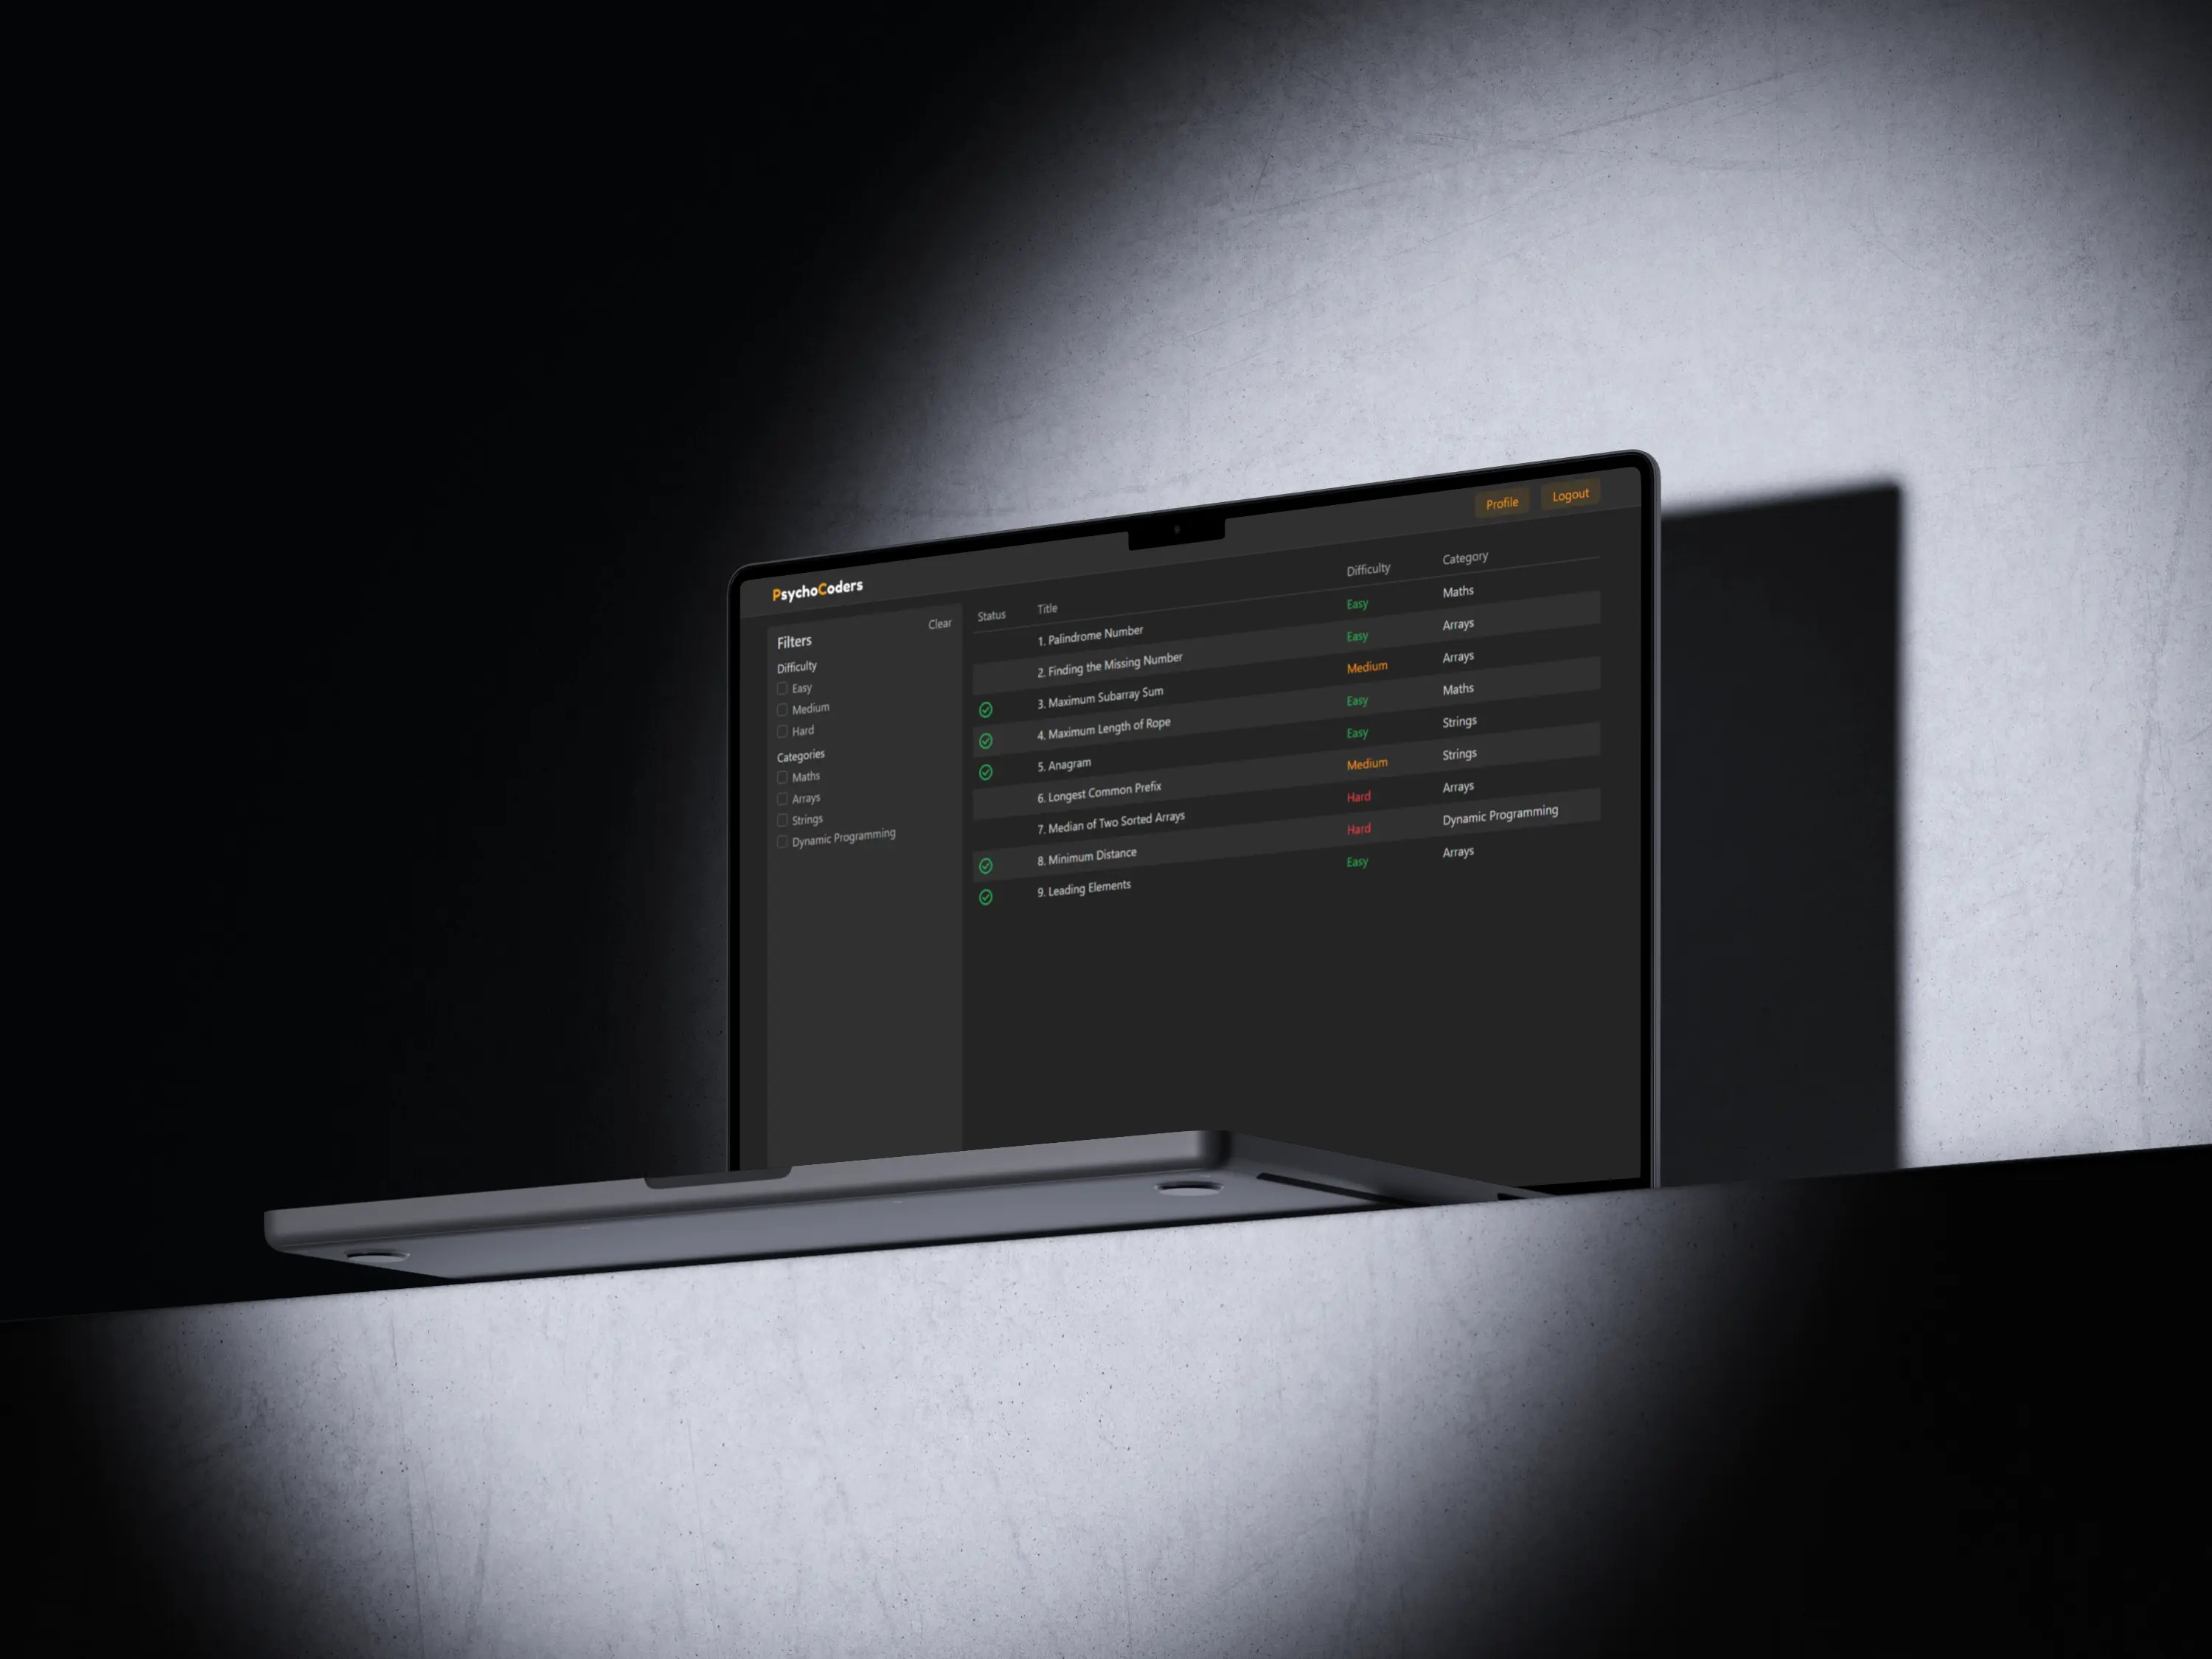 PsychoCoders
Profile
Logout
Filters
Clear
Difficulty
Easy
Medium
Hard
Categories
Maths
Arrays
Strings
Dynamic Programming
Status Title Difficulty Category
1. Palindrome Number Easy Maths
2. Finding the Missing Number Easy Arrays
3. Maximum Subarray Sum Medium Arrays
4. Maximum Length of Rope Easy Maths
5. Anagram Easy Strings
6. Longest Common Prefix Medium Strings
7. Median of Two Sorted Arrays Hard Arrays
8. Minimum Distance Hard Dynamic Programming
9. Leading Elements Easy Arrays